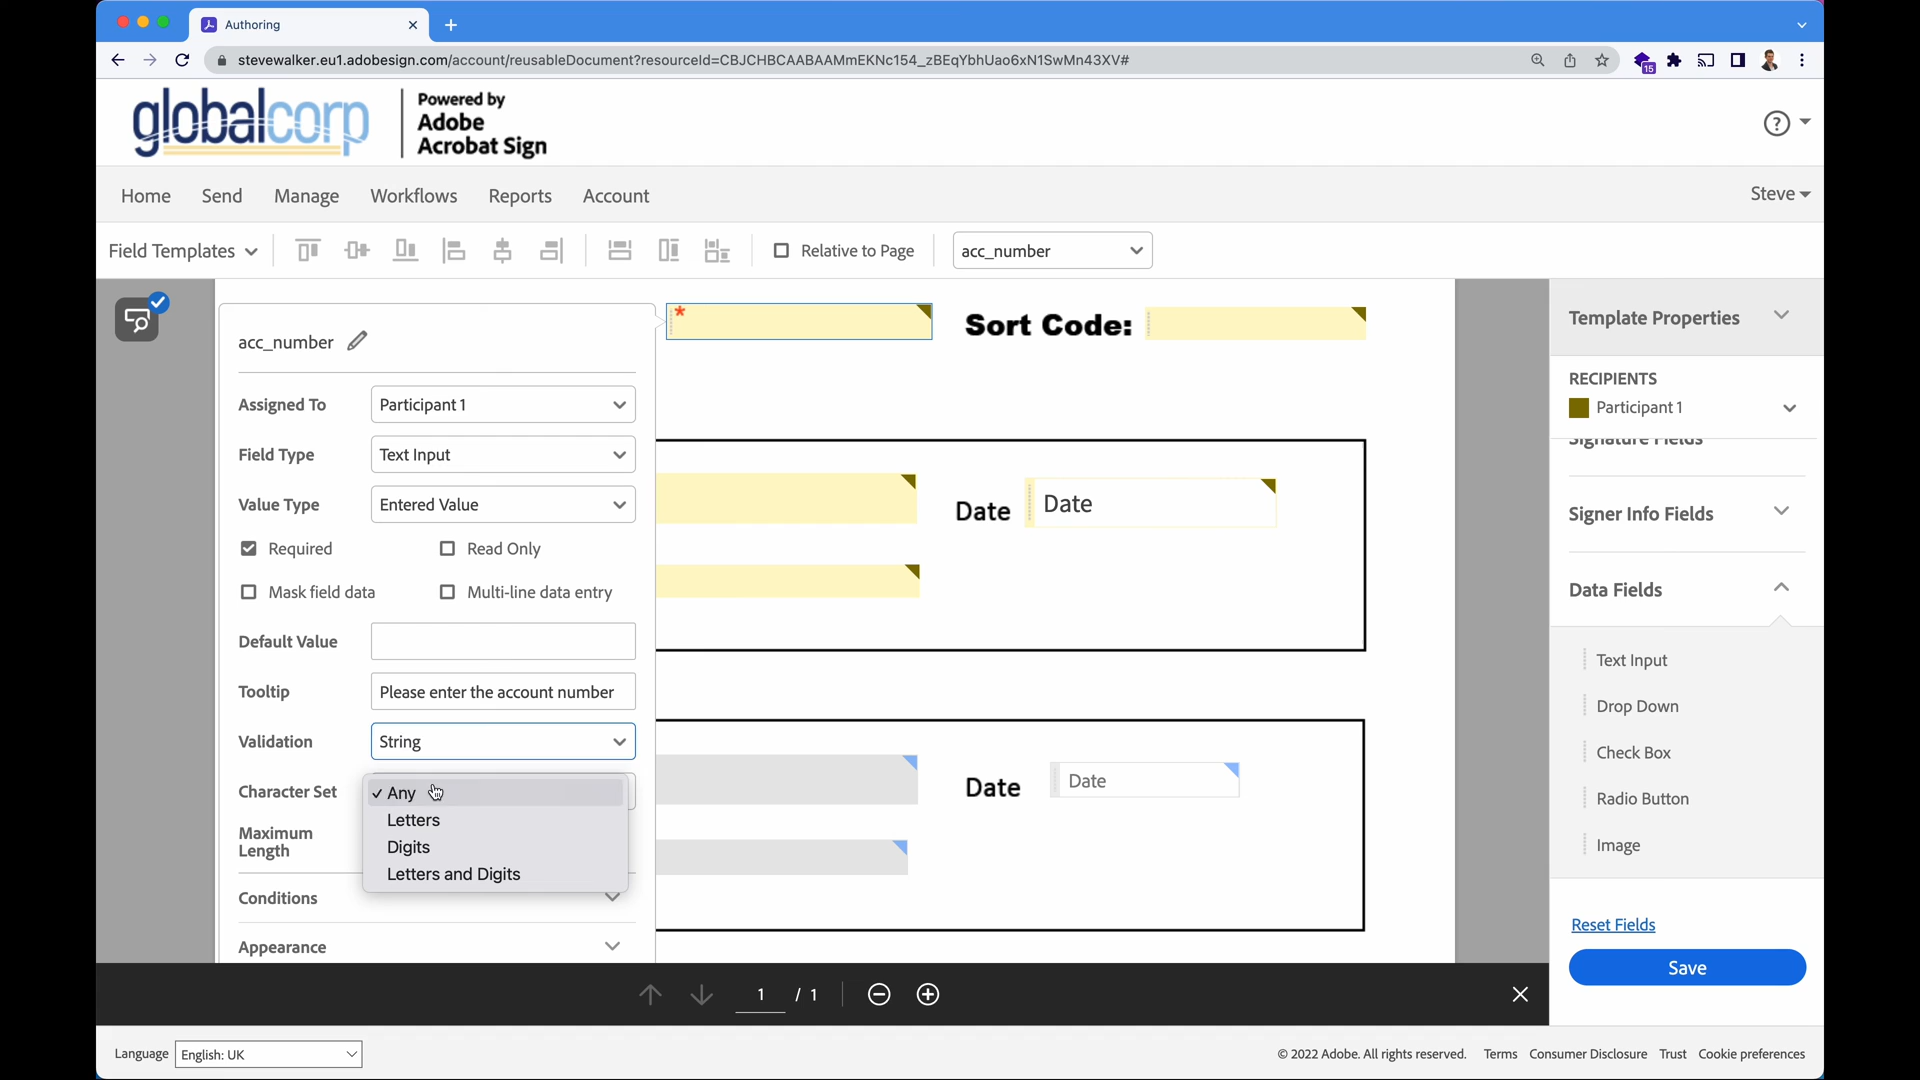 Authoring
stevewalker.eu1.adobesign.com/account/reusableDocument?resourceId=CBJCHBCAABAAMmEKNc154_zBEqYbhUao6xN1SwMn43XV#
15
globalcorp
Powered by
Adobe
Acrobat Sign
Home Send Manage Workflows Reports Account
Steve
Field Templates
Relative to Page
acc_number
acc_number
* Sort Code:
Template Properties
RECIPIENTS
Participant 1
Signature Fields
Signer Info Fields
Data Fields
Text Input
Drop Down
Check Box
Radio Button
Image
Reset Fields
Save
Assigned To Participant 1
Field Type Text Input
Value Type Entered Value
Required Read Only
Mask field data Multi-line data entry
Default Value
Tooltip Please enter the account number
Validation String
Character Set
Any
Letters
Digits
Letters and Digits
Maximum
Length
Conditions
Appearance
Date Date
Date Date
1 / 1
Language English: UK
© 2022 Adobe. All rights reserved. Terms Consumer Disclosure Trust Cookie preferences